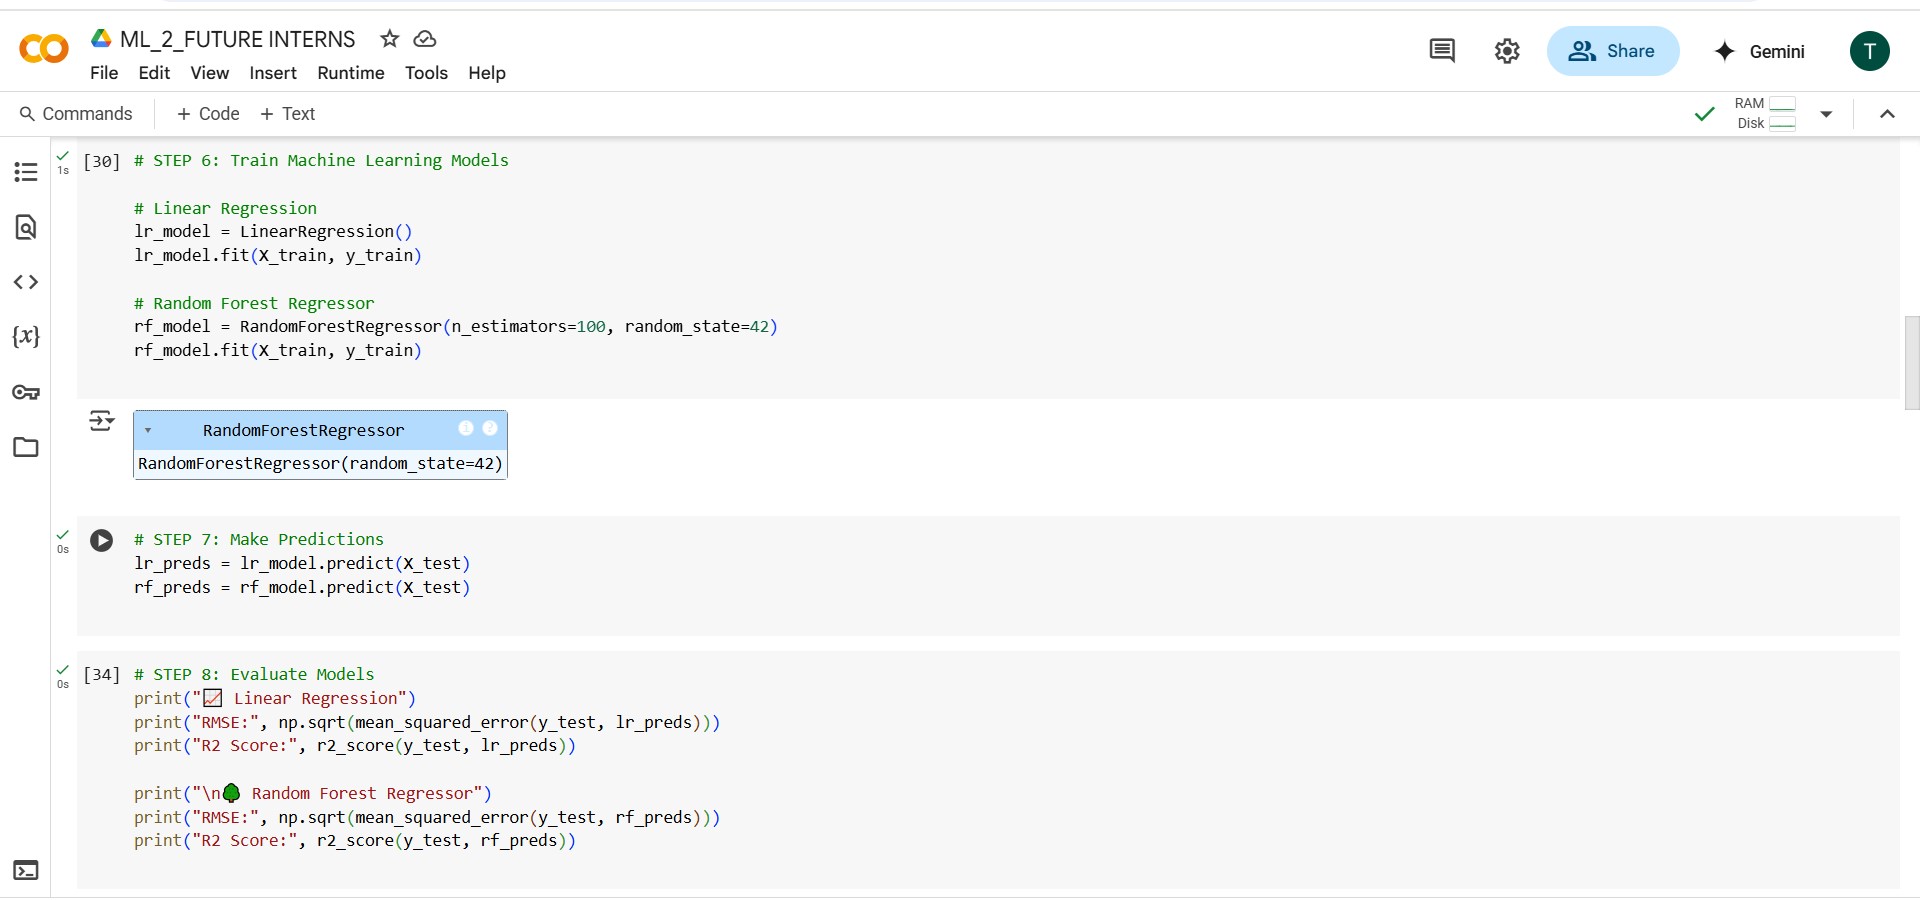 ML_2_FUTURE INTERNS
File Edit View Insert Runtime Tools Help
Share
Gemini
T
Commands
+ Code + Text
RAM
Disk
1s
[30] # STEP 6: Train Machine Learning Models
# Linear Regression
lr_model = LinearRegression()
lr_model.fit(X_train, y_train)
# Random Forest Regressor
rf_model = RandomForestRegressor(n_estimators=100, random_state=42)
rf_model.fit(X_train, y_train)
RandomForestRegressor
RandomForestRegressor(random_state=42)
0s
# STEP 7: Make Predictions
lr_preds = lr_model.predict(X_test)
rf_preds = rf_model.predict(X_test)
0s
[34] # STEP 8: Evaluate Models
print("📈 Linear Regression")
print("RMSE:", np.sqrt(mean_squared_error(y_test, lr_preds)))
print("R2 Score:", r2_score(y_test, lr_preds))
print("\n🌳 Random Forest Regressor")
print("RMSE:", np.sqrt(mean_squared_error(y_test, rf_preds)))
print("R2 Score:", r2_score(y_test, rf_preds))